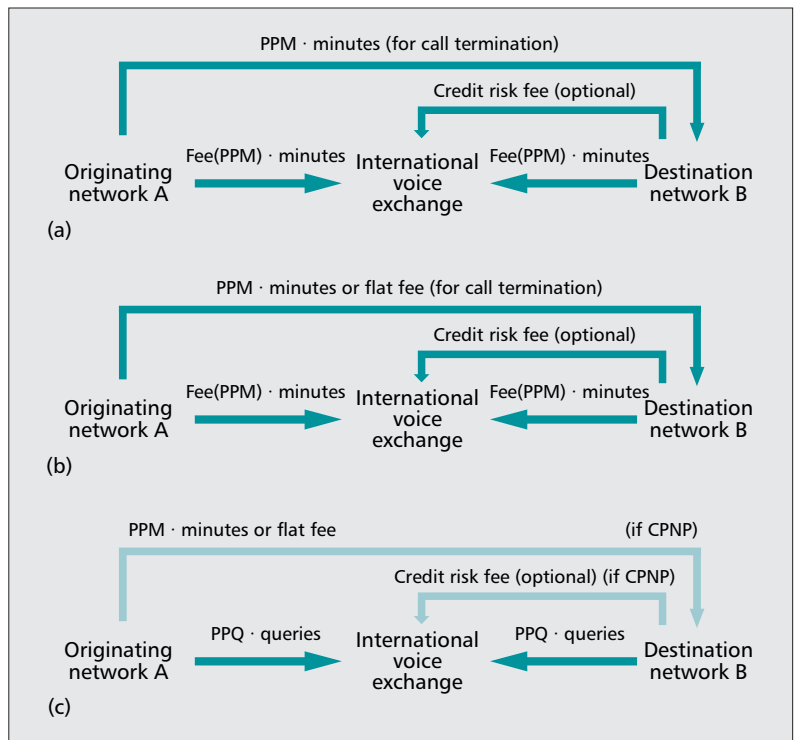 PPM · minutes (for call termination)
Credit risk fee (optional)
Originating
network A
Fee(PPM) · minutes
International
voice
exchange
Fee(PPM) · minutes
Destination
network B
(a)
PPM · minutes or flat fee (for call termination)
Credit risk fee (optional)
Originating
network A
Fee(PPM) · minutes
International
voice
exchange
Fee(PPM) · minutes
Destination
network B
(b)
PPM · minutes or flat fee
(if CPNP)
Credit risk fee (optional) (if CPNP)
Originating
network A
PPQ · queries
International
voice
exchange
PPQ · queries
Destination
network B
(c)